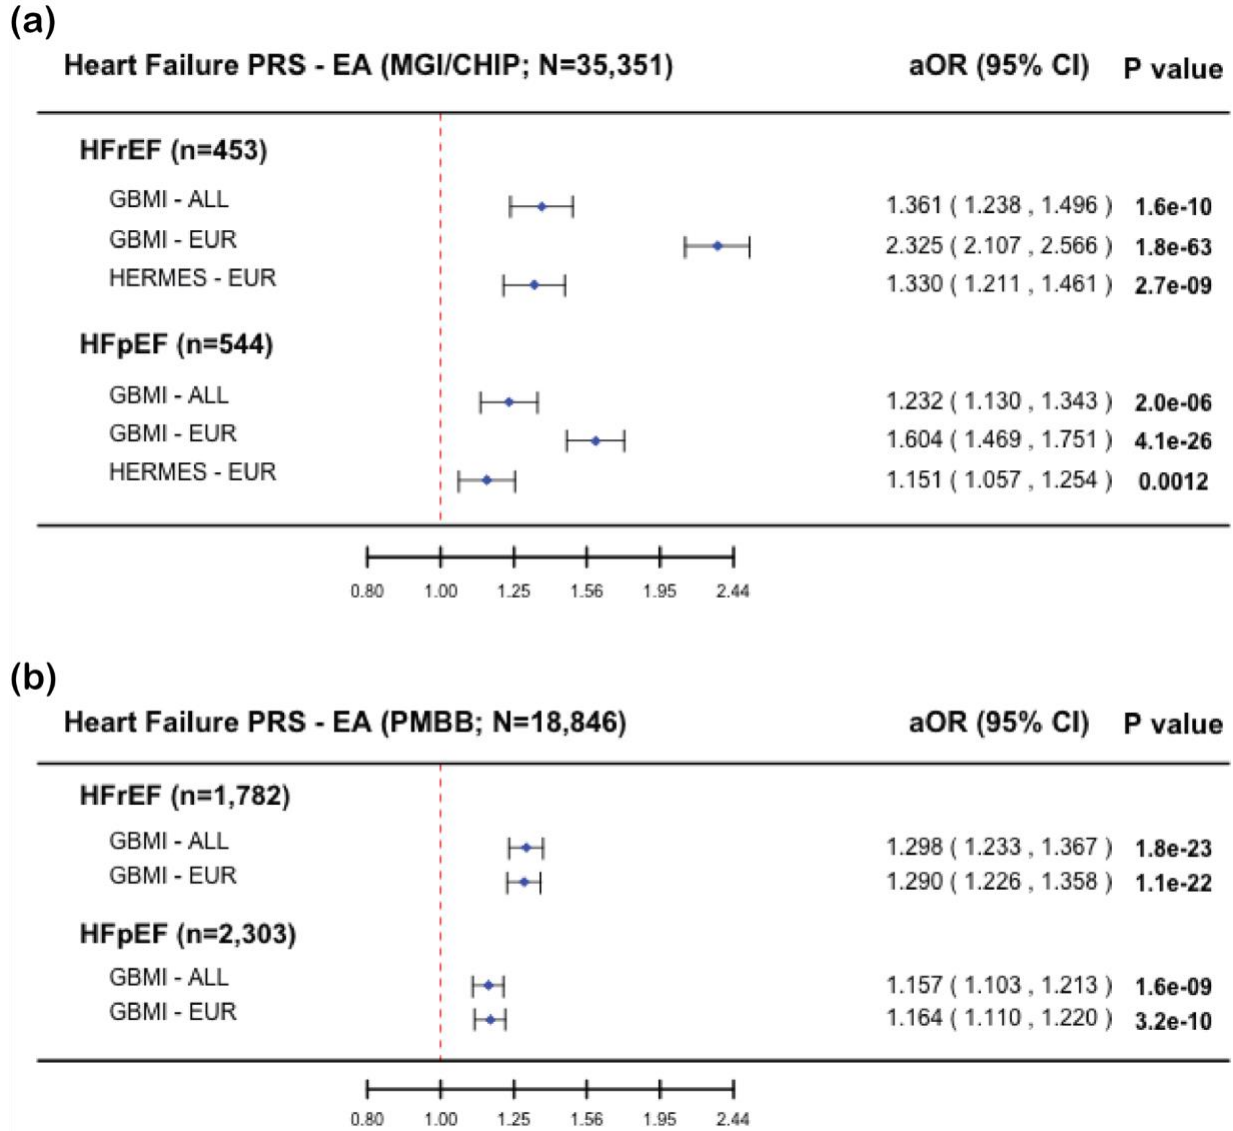 (a)
Heart Failure PRS - EA (MGI/CHIP; N=35,351) aOR (95% CI) P value
HFrEF (n=453)
GBMI - ALL 1.361 ( 1.238 , 1.496 ) 1.6e-10
GBMI - EUR 2.325 ( 2.107 , 2.566 ) 1.8e-63
HERMES - EUR 1.330 ( 1.211 , 1.461 ) 2.7e-09
HFpEF (n=544)
GBMI - ALL 1.232 ( 1.130 , 1.343 ) 2.0e-06
GBMI - EUR 1.604 ( 1.469 , 1.751 ) 4.1e-26
HERMES - EUR 1.151 ( 1.057 , 1.254 ) 0.0012
0.80 1.00 1.25 1.56 1.95 2.44
(b)
Heart Failure PRS - EA (PMBB; N=18,846) aOR (95% CI) P value
HFrEF (n=1,782)
GBMI - ALL 1.298 ( 1.233 , 1.367 ) 1.8e-23
GBMI - EUR 1.290 ( 1.226 , 1.358 ) 1.1e-22
HFpEF (n=2,303)
GBMI - ALL 1.157 ( 1.103 , 1.213 ) 1.6e-09
GBMI - EUR 1.164 ( 1.110 , 1.220 ) 3.2e-10
0.80 1.00 1.25 1.56 1.95 2.44